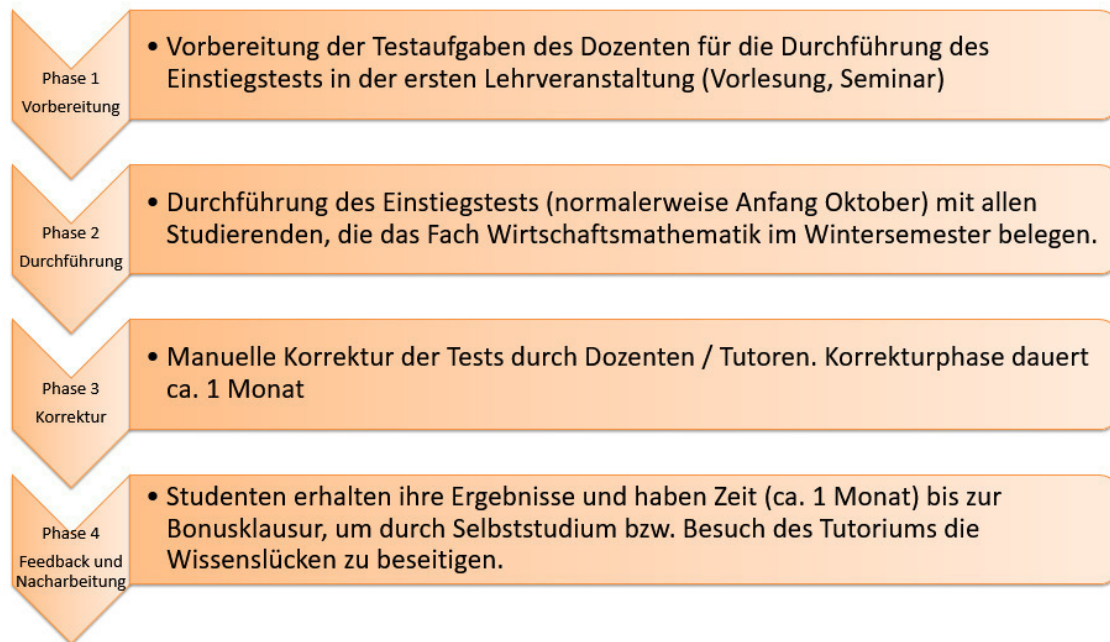 Phase 1
Vorbereitung
• Vorbereitung der Testaufgaben des Dozenten für die Durchführung des
Einstiegstests in der ersten Lehrveranstaltung (Vorlesung, Seminar)
Phase 2
Durchführung
• Durchführung des Einstiegstests (normalerweise Anfang Oktober) mit allen
Studierenden, die das Fach Wirtschaftsmathematik im Wintersemester belegen.
Phase 3
Korrektur
• Manuelle Korrektur der Tests durch Dozenten / Tutoren. Korrekturphase dauert
ca. 1 Monat
Phase 4
Feedback und
Nacharbeitung
• Studenten erhalten ihre Ergebnisse und haben Zeit (ca. 1 Monat) bis zur
Bonusklausur, um durch Selbststudium bzw. Besuch des Tutoriums die
Wissenslücken zu beseitigen.